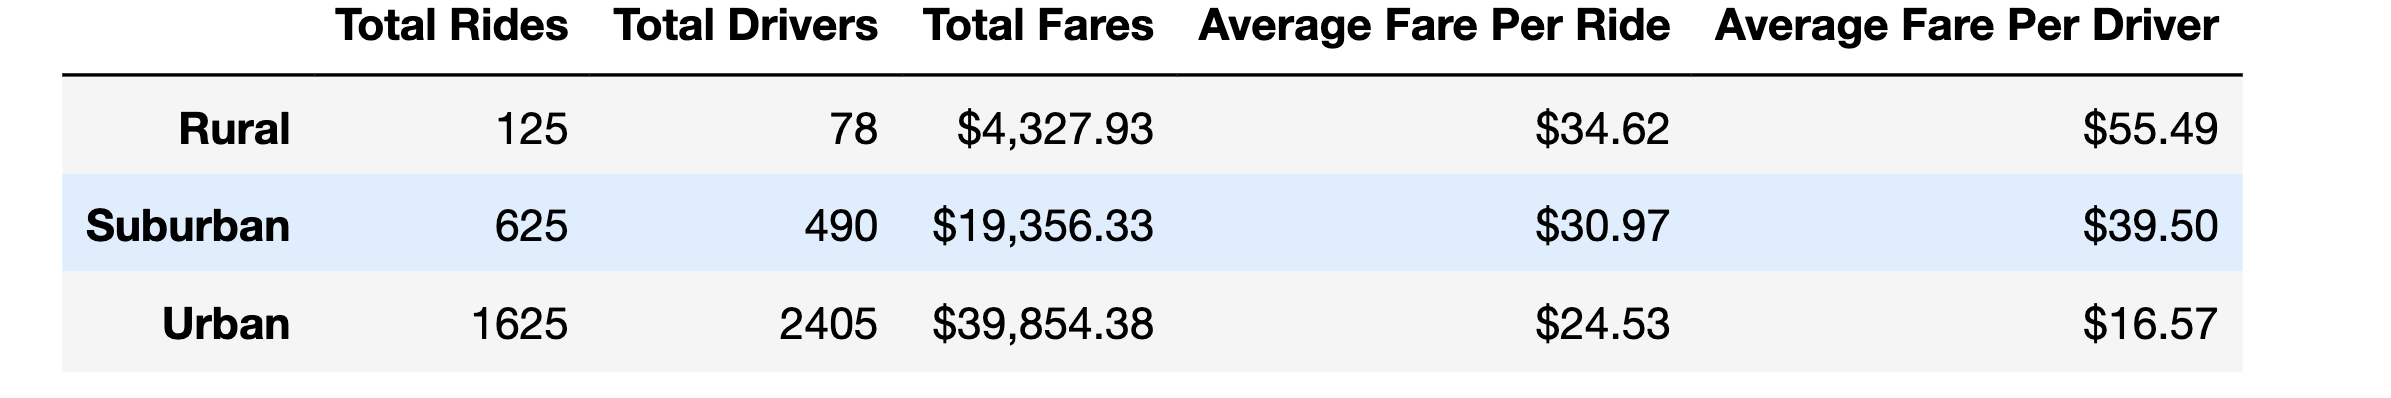 Total Rides Total Drivers Total Fares Average Fare Per Ride Average Fare Per Driver
Rural 125 78 $4,327.93 $34.62 $55.49
Suburban 625 490 $19,356.33 $30.97 $39.50
Urban 1625 2405 $39,854.38 $24.53 $16.57